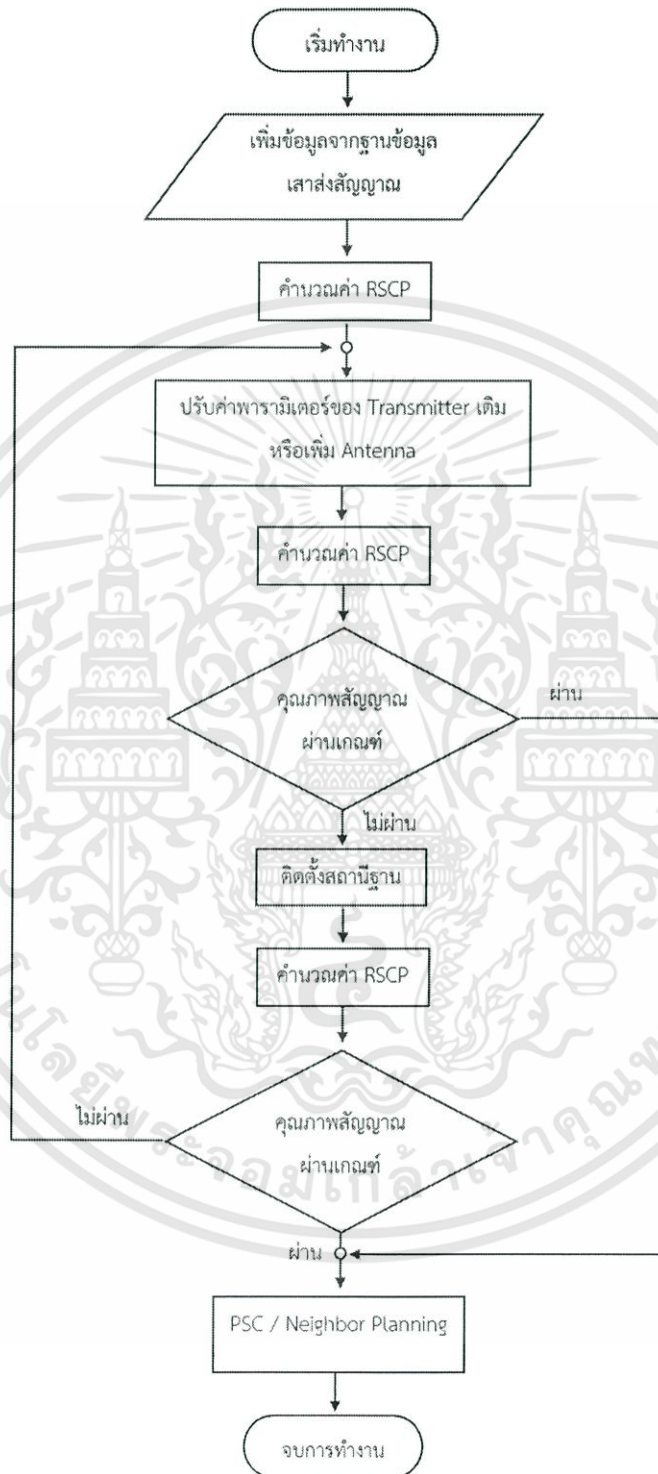 เริ่มทำงาน
เพิ่มข้อมูลจากฐานข้อมูล
เสาส่งสัญญาณ
คำนวณค่า RSCP
ปรับค่าพารามิเตอร์ของ Transmitter เดิม
หรือเพิ่ม Antenna
คำนวณค่า RSCP
คุณภาพสัญญาณ
ผ่านเกณฑ์
ผ่าน
ไม่ผ่าน
ติดตั้งสถานีฐาน
คำนวณค่า RSCP
ไม่ผ่าน
คุณภาพสัญญาณ
ผ่านเกณฑ์
ผ่าน
PSC / Neighbor Planning
จบการทำงาน